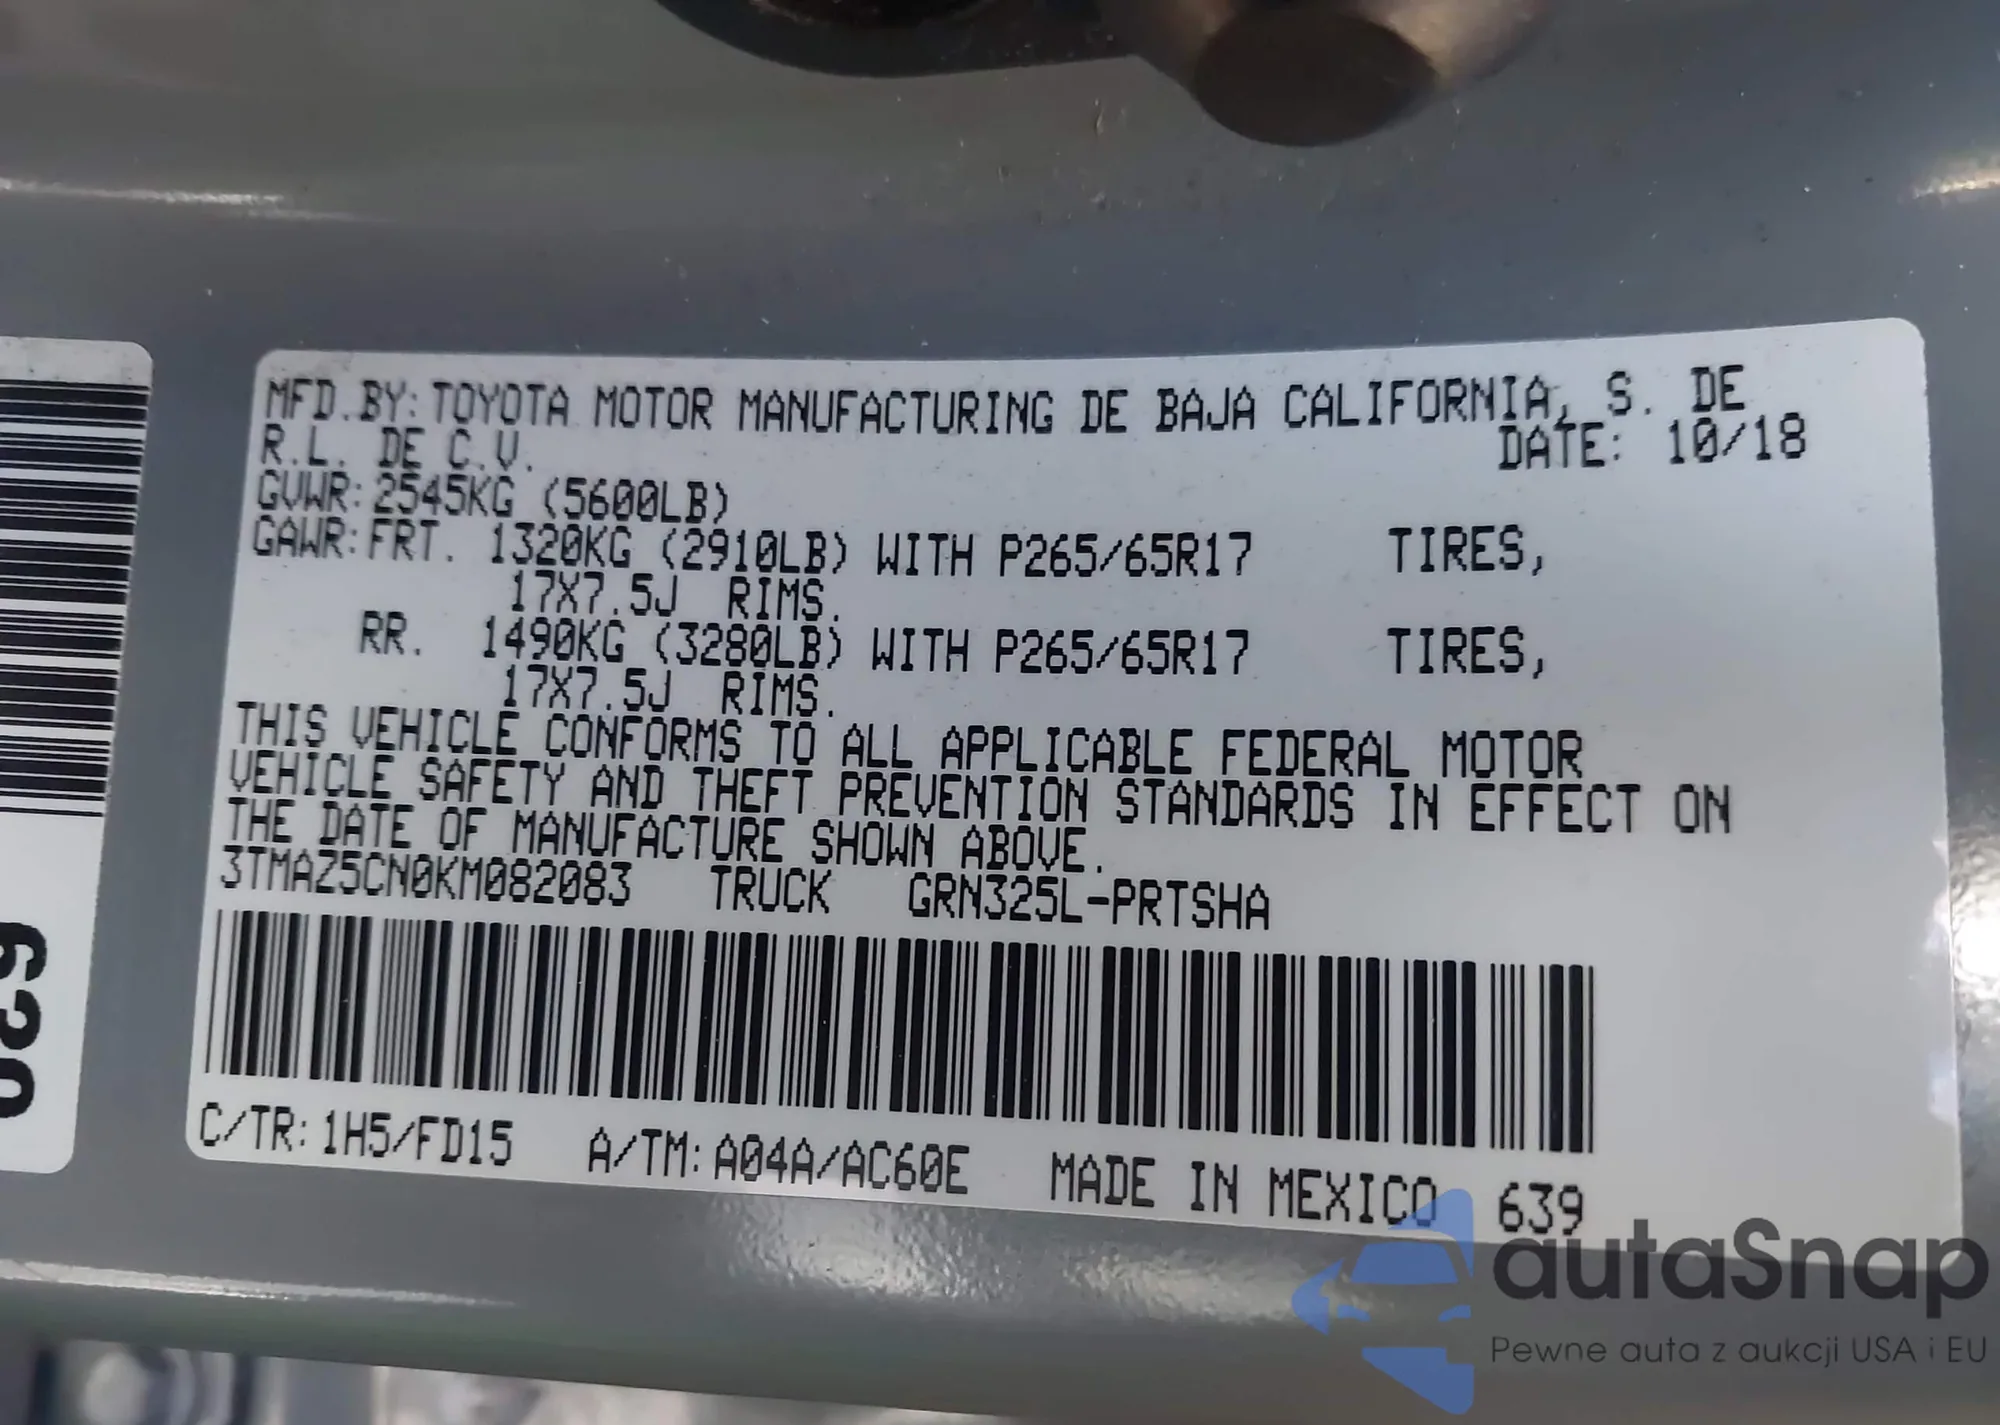 MFD.BY: TOYOTA MOTOR MANUFACTURING DE BAJA CALIFORNIA, S. DE
R.L. DE C.V. DATE: 10/18
GVWR: 2545KG (5600LB)
GAWR: FRT. 1320KG (2910LB) WITH P265/65R17 TIRES,
17X7.5J RIMS.
RR. 1490KG (3280LB) WITH P265/65R17 TIRES,
17X7.5J RIMS.
THIS VEHICLE CONFORMS TO ALL APPLICABLE FEDERAL MOTOR
VEHICLE SAFETY AND THEFT PREVENTION STANDARDS IN EFFECT ON
THE DATE OF MANUFACTURE SHOWN ABOVE.
3TMAZ5CN0KM082083 TRUCK GRN325L-PRTSHA
C/TR: 1H5/FD15 A/TM: A04A/AC60E MADE IN MEXICO 639
autaSnap
Pewne auta z aukcji USA i EU